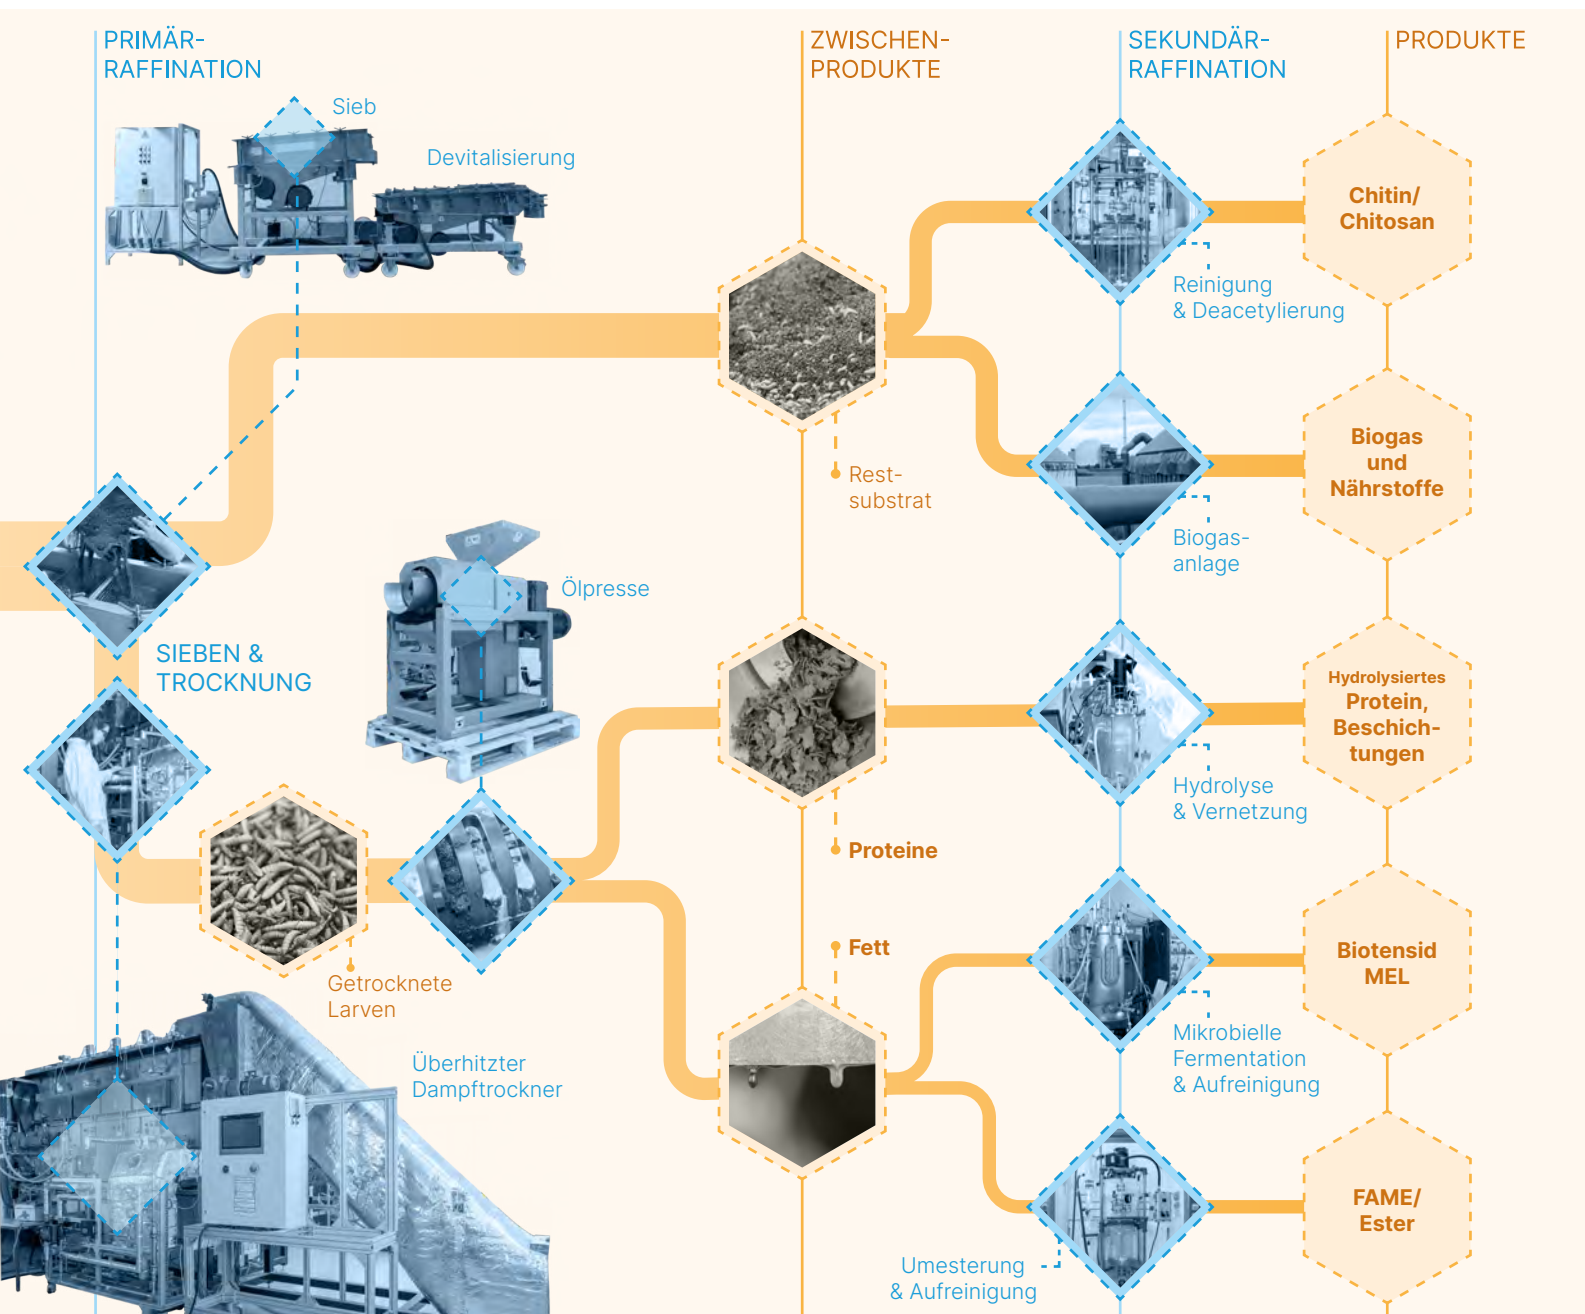 PRIMÄR-
RAFFINATION
ZWISCHEN-
PRODUKTE
SEKUNDÄR-
RAFFINATION
PRODUKTE
Sieb
Devitalisierung
Chitin/
Chitosan
Reinigung
& Deacetylierung
Rest-
substrat
Biogas
und
Nährstoffe
Biogas-
anlage
Ölpresse
SIEBEN &
TROCKNUNG
Hydrolysiertes
Protein,
Beschich-
tungen
Hydrolyse
& Vernetzung
Proteine
Fett
Getrocknete
Larven
Biotensid
MEL
Mikrobielle
Fermentation
& Aufreinigung
Überhitzter
Dampftrockner
FAME/
Ester
Umesterung
& Aufreinigung